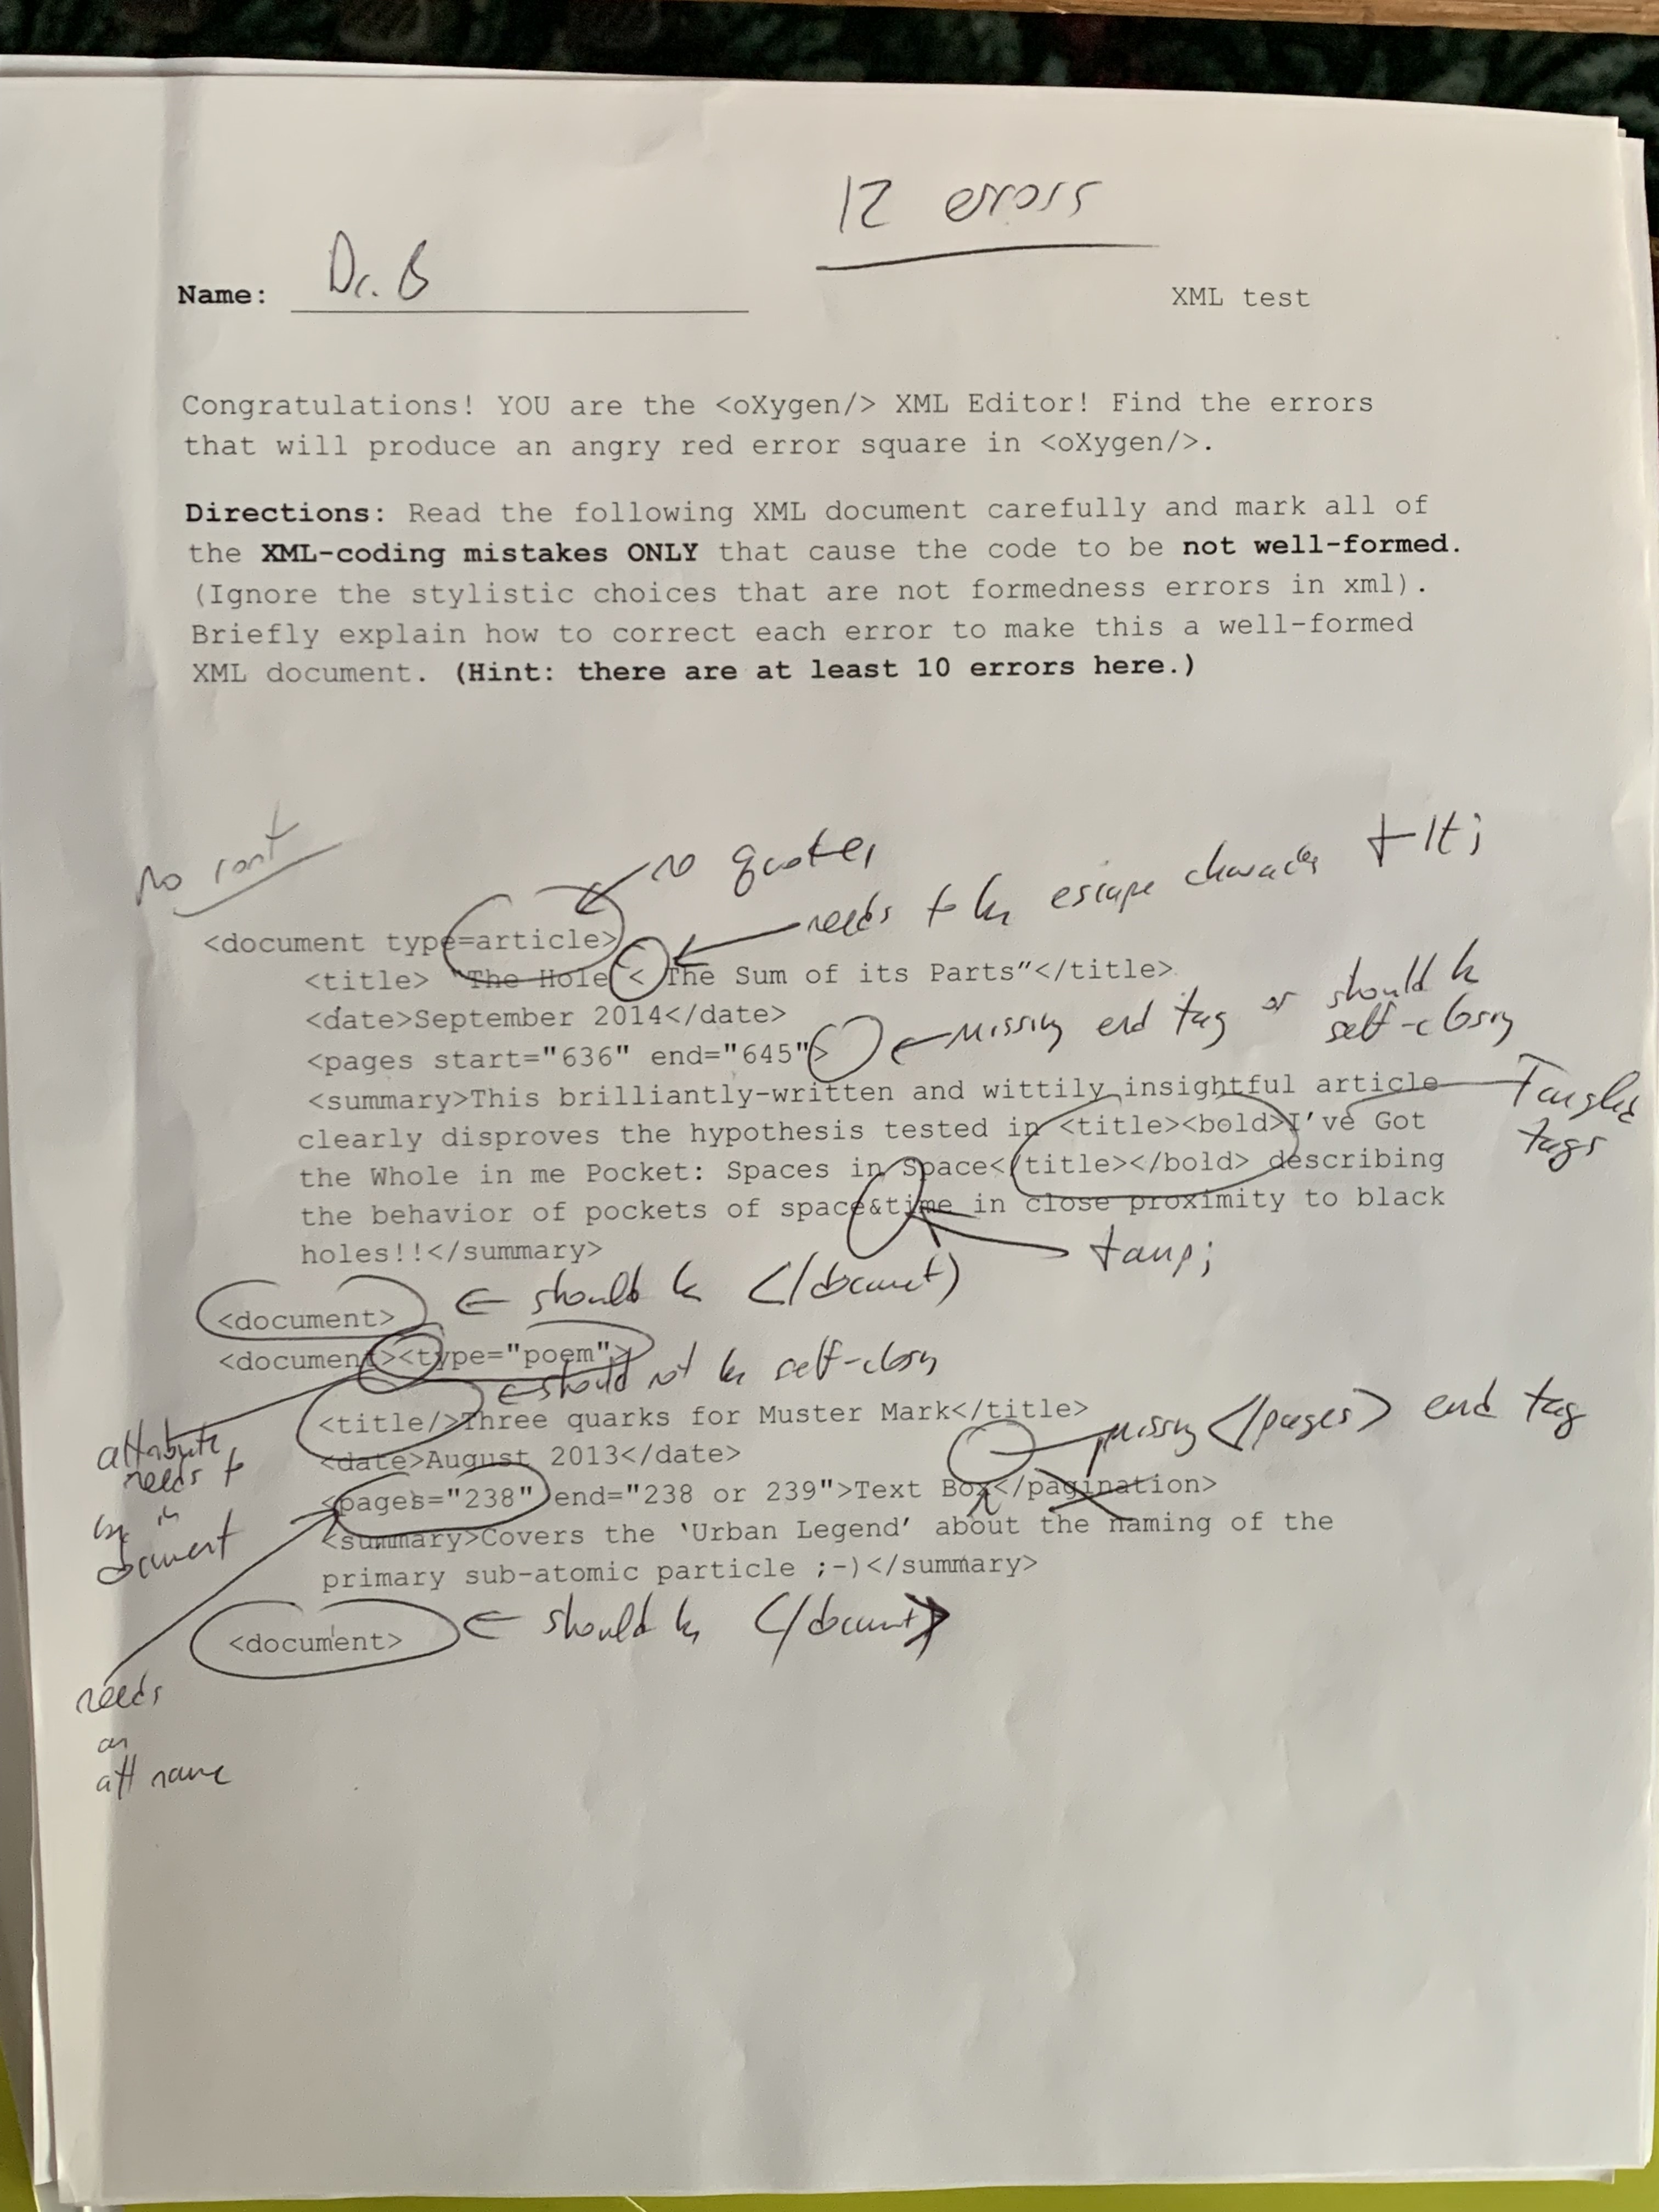 12 errors
Name: Dr. B
XML test
Congratulations! YOU are the <oXygen/> XML Editor! Find the errors
that will produce an angry red error square in <oXygen/>.
Directions: Read the following XML document carefully and mark all of
the XML-coding mistakes ONLY that cause the code to be not well-formed.
(Ignore the stylistic choices that are not formedness errors in xml).
Briefly explain how to correct each error to make this a well-formed
XML document. (Hint: there are at least 10 errors here.)
No root
no quotes
needs to be escape character &lt;
<document type=article>
<title> "The Hole < The Sum of its Parts"</title>
<date>September 2014</date>
missing end tag or should be
self-closing
<pages start="636" end="645">
<summary>This brilliantly-written and wittily insightful article
Tangled
tags
clearly disproves the hypothesis tested in <title><bold>I've Got
the Whole in me Pocket: Spaces in Space</title></bold> describing
the behavior of pockets of space&time in close proximity to black
holes!!</summary>
&amp;
<document>
← should be </document>
<document><type="poem">
← should not be self-closing
attribute
needs to
be in
document
<title/>Three quarks for Muster Mark</title>
missing </pages> end tag
<date>August 2013</date>
<pages="238" end="238 or 239">Text Box</pagination>
<summary>Covers the 'Urban Legend' about the naming of the
primary sub-atomic particle ;-)</summary>
<document>
← should be </document>
needs
an
att name